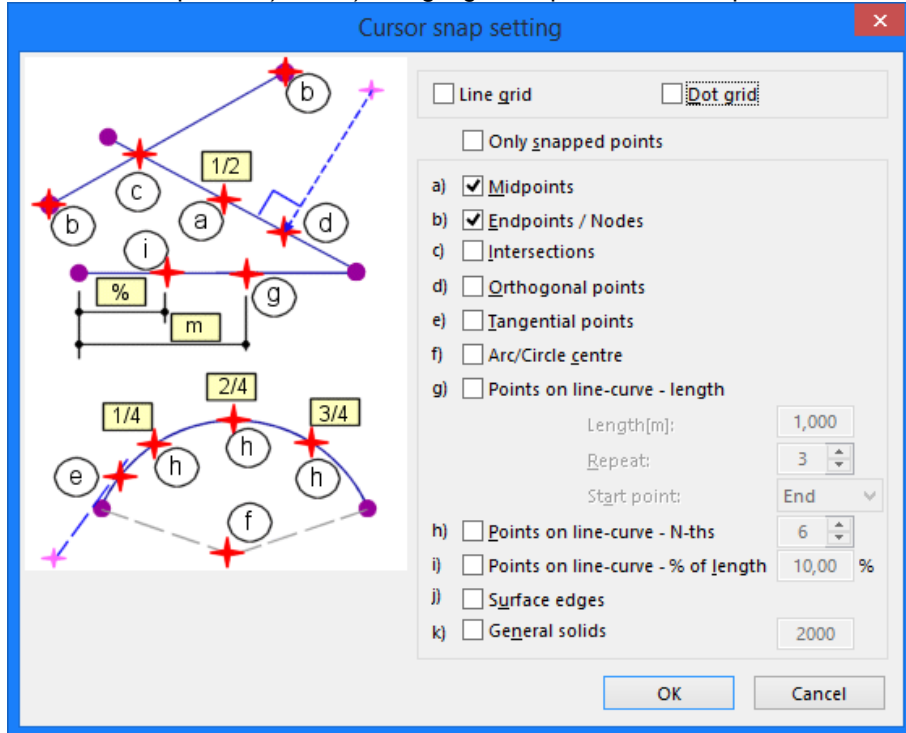 Cursor snap setting
b
1/2
c
a
b
d
i
%
g
m
2/4
1/4
3/4
h
e
h
h
f
Line grid
Dot grid
Only snapped points
a) Midpoints
b) Endpoints / Nodes
c) Intersections
d) Orthogonal points
e) Tangential points
f) Arc/Circle centre
g) Points on line-curve - length
Length[m]: 1,000
Repeat: 3
Start point: End
h) Points on line-curve - N-ths 6
i) Points on line-curve - % of length 10,00 %
j) Surface edges
k) General solids 2000
OK
Cancel